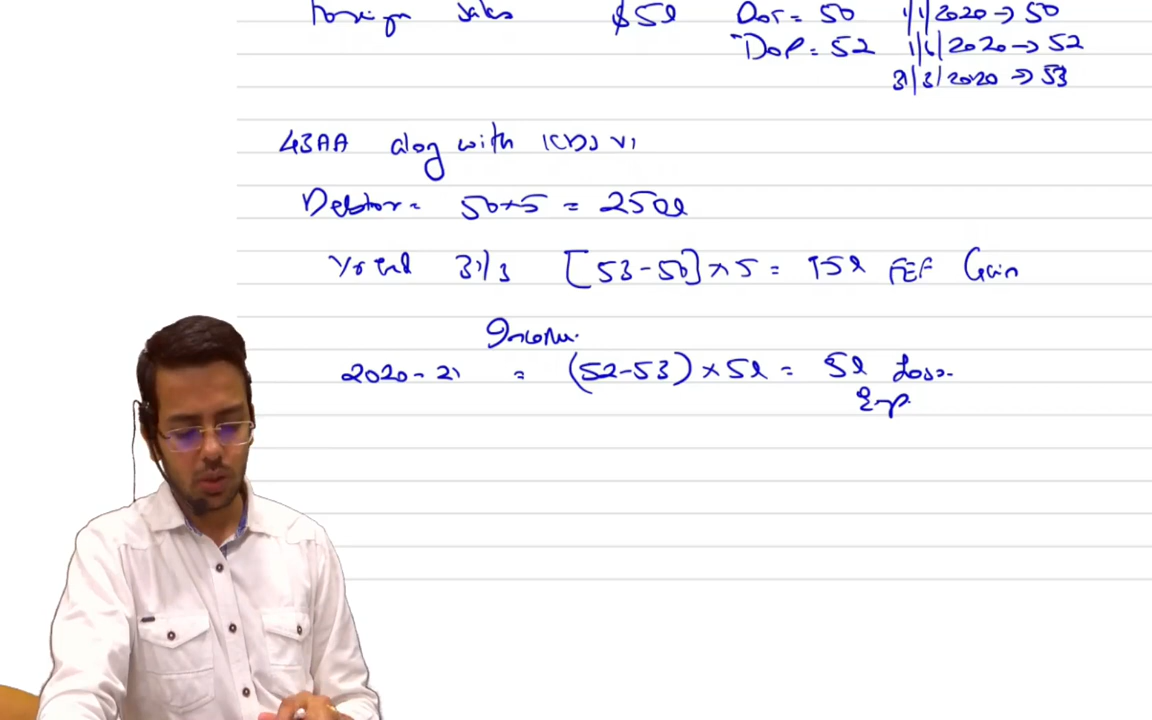 Foreign Sales $5l DOT = 50 1/1/2020 → 50
DOP = 52 1/6/2020 → 52
31/3/2020 ⇒ 53
43AA along with ICDS VI
Debtor = 50×5 = 250l
Yr end 31/3 [53-50]×5 = 15l FEF Gain
Income.
2020-21 = (52-53)×5l = 5l Loss.
Exp.